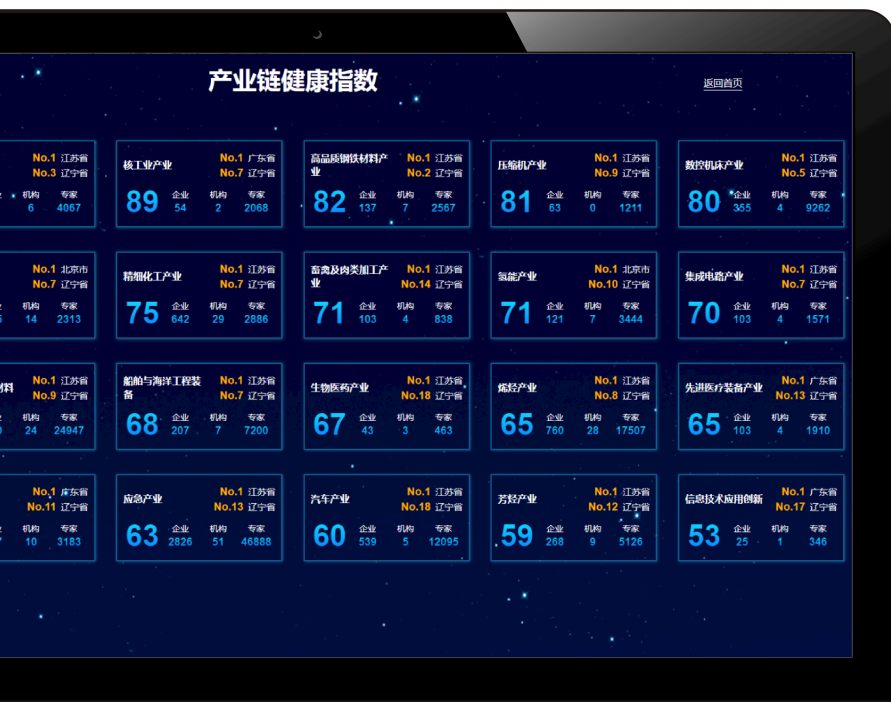 产业链健康指数
返回首页
No.1 江苏省
No.3 辽宁省
机构 专家
6 4067
核工业产业
No.1 广东省
No.7 辽宁省
89
企业 机构 专家
54 2 2068
高品质钢铁材料产
业
No.1 江苏省
No.2 辽宁省
82
企业 机构 专家
137 7 2567
压缩机产业
No.1 江苏省
No.9 辽宁省
81
企业 机构 专家
63 0 1211
数控机床产业
No.1 江苏省
No.5 辽宁省
80
企业 机构 专家
355 4 9262
No.1 北京市
No.7 辽宁省
机构 专家
14 2313
精细化工产业
No.1 江苏省
No.7 辽宁省
75
企业 机构 专家
642 29 2886
畜禽及肉类加工产
业
No.1 江苏省
No.14 辽宁省
71
企业 机构 专家
103 4 838
氢能产业
No.1 北京市
No.10 辽宁省
71
企业 机构 专家
121 7 3444
集成电路产业
No.1 江苏省
No.7 辽宁省
70
企业 机构 专家
103 4 1571
材料
No.1 江苏省
No.9 辽宁省
机构 专家
24 24947
船舶与海洋工程装
备
No.1 江苏省
No.7 辽宁省
68
企业 机构 专家
207 7 7200
生物医药产业
No.1 江苏省
No.18 辽宁省
67
企业 机构 专家
43 3 463
烯烃产业
No.1 江苏省
No.8 辽宁省
65
企业 机构 专家
760 28 17507
先进医疗装备产业
No.1 广东省
No.13 辽宁省
65
企业 机构 专家
103 4 1910
No.1 广东省
No.11 辽宁省
机构 专家
10 3183
应急产业
No.1 江苏省
No.13 辽宁省
63
企业 机构 专家
2826 51 46888
汽车产业
No.1 江苏省
No.18 辽宁省
60
企业 机构 专家
539 5 12095
芳烃产业
No.1 江苏省
No.12 辽宁省
59
企业 机构 专家
268 9 5126
信息技术应用创新
No.1 广东省
No.17 辽宁省
53
企业 机构 专家
25 1 346